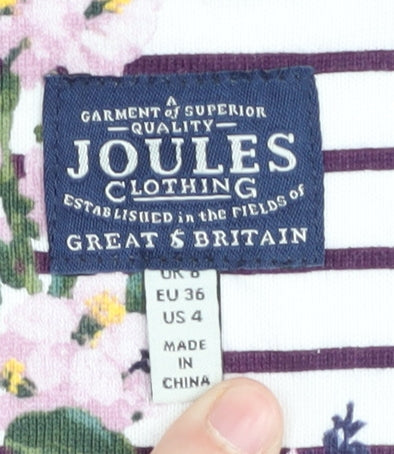 A
GARMENT of SUPERIOR
QUALITY
JOULES
CLOTHING
ESTABLISHED in the FIELDS of
GREAT & BRITAIN
UK 8
EU 36
US 4
MADE
IN
CHINA